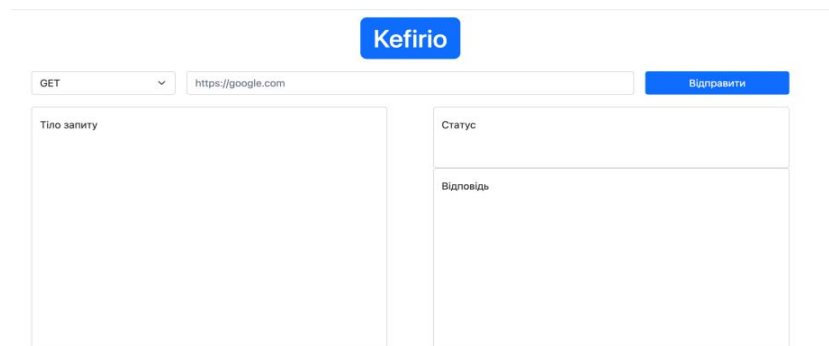 Kefirio
GET
https://google.com
Відправити
Тіло запиту
Статус
Відповідь